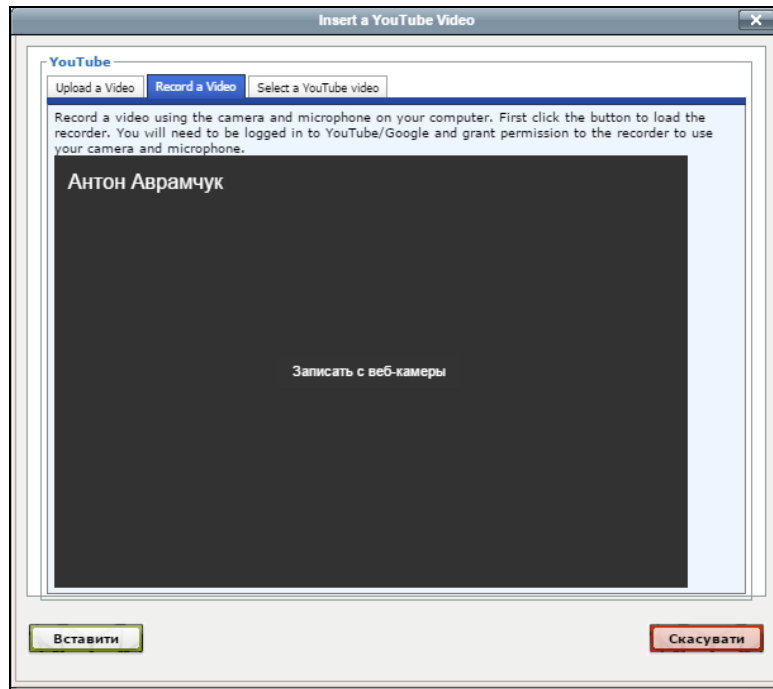 Insert a YouTube Video
YouTube
Upload a Video Record a Video Select a YouTube video
Record a video using the camera and microphone on your computer. First click the button to load the
recorder. You will need to be logged in to YouTube/Google and grant permission to the recorder to use
your camera and microphone.
Антон Аврамчук
Записать с веб-камеры
Вставити Скасувати